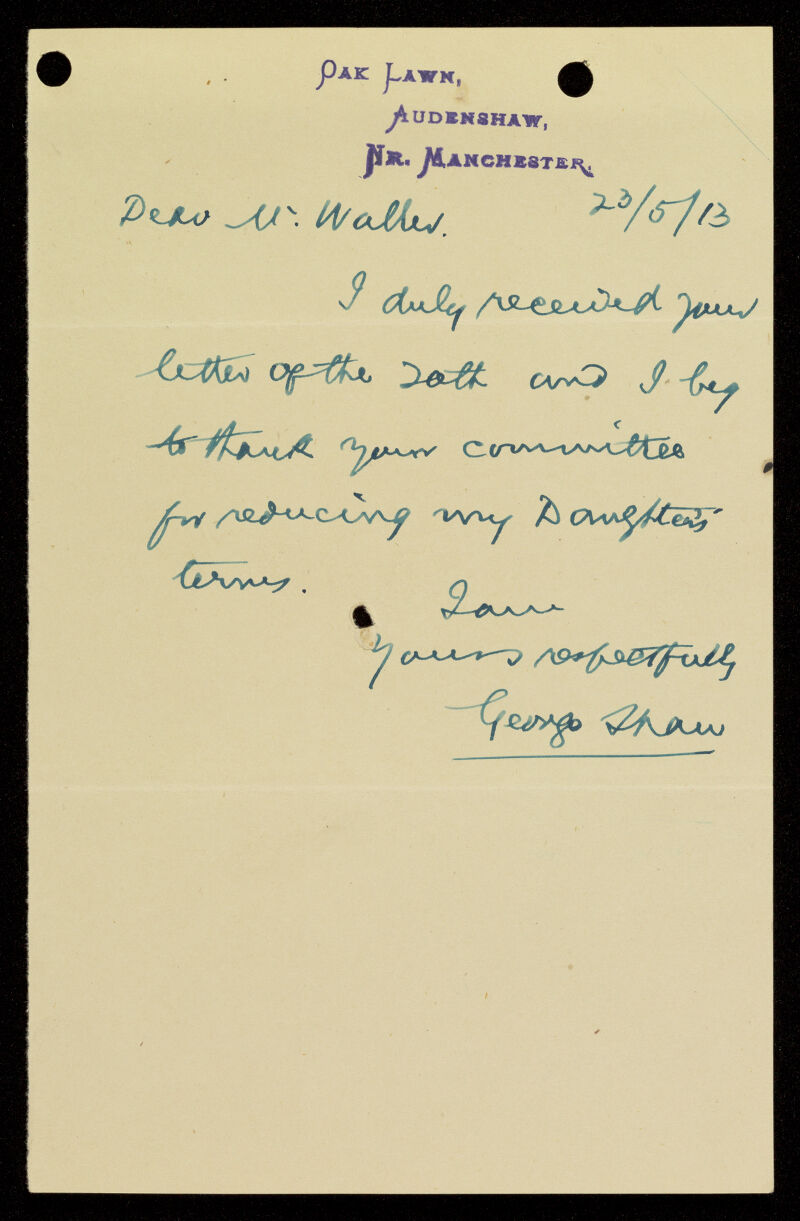 OAK LAWN,
AUDENSHAW,
NR. MANCHESTER.
23/5/13
Dear Mr. Waller.
I duly received your
letter of the 20th and I beg
to thank your committee
for reducing my Daughters'
terms.
I am
Yours respectfully
George Shaw